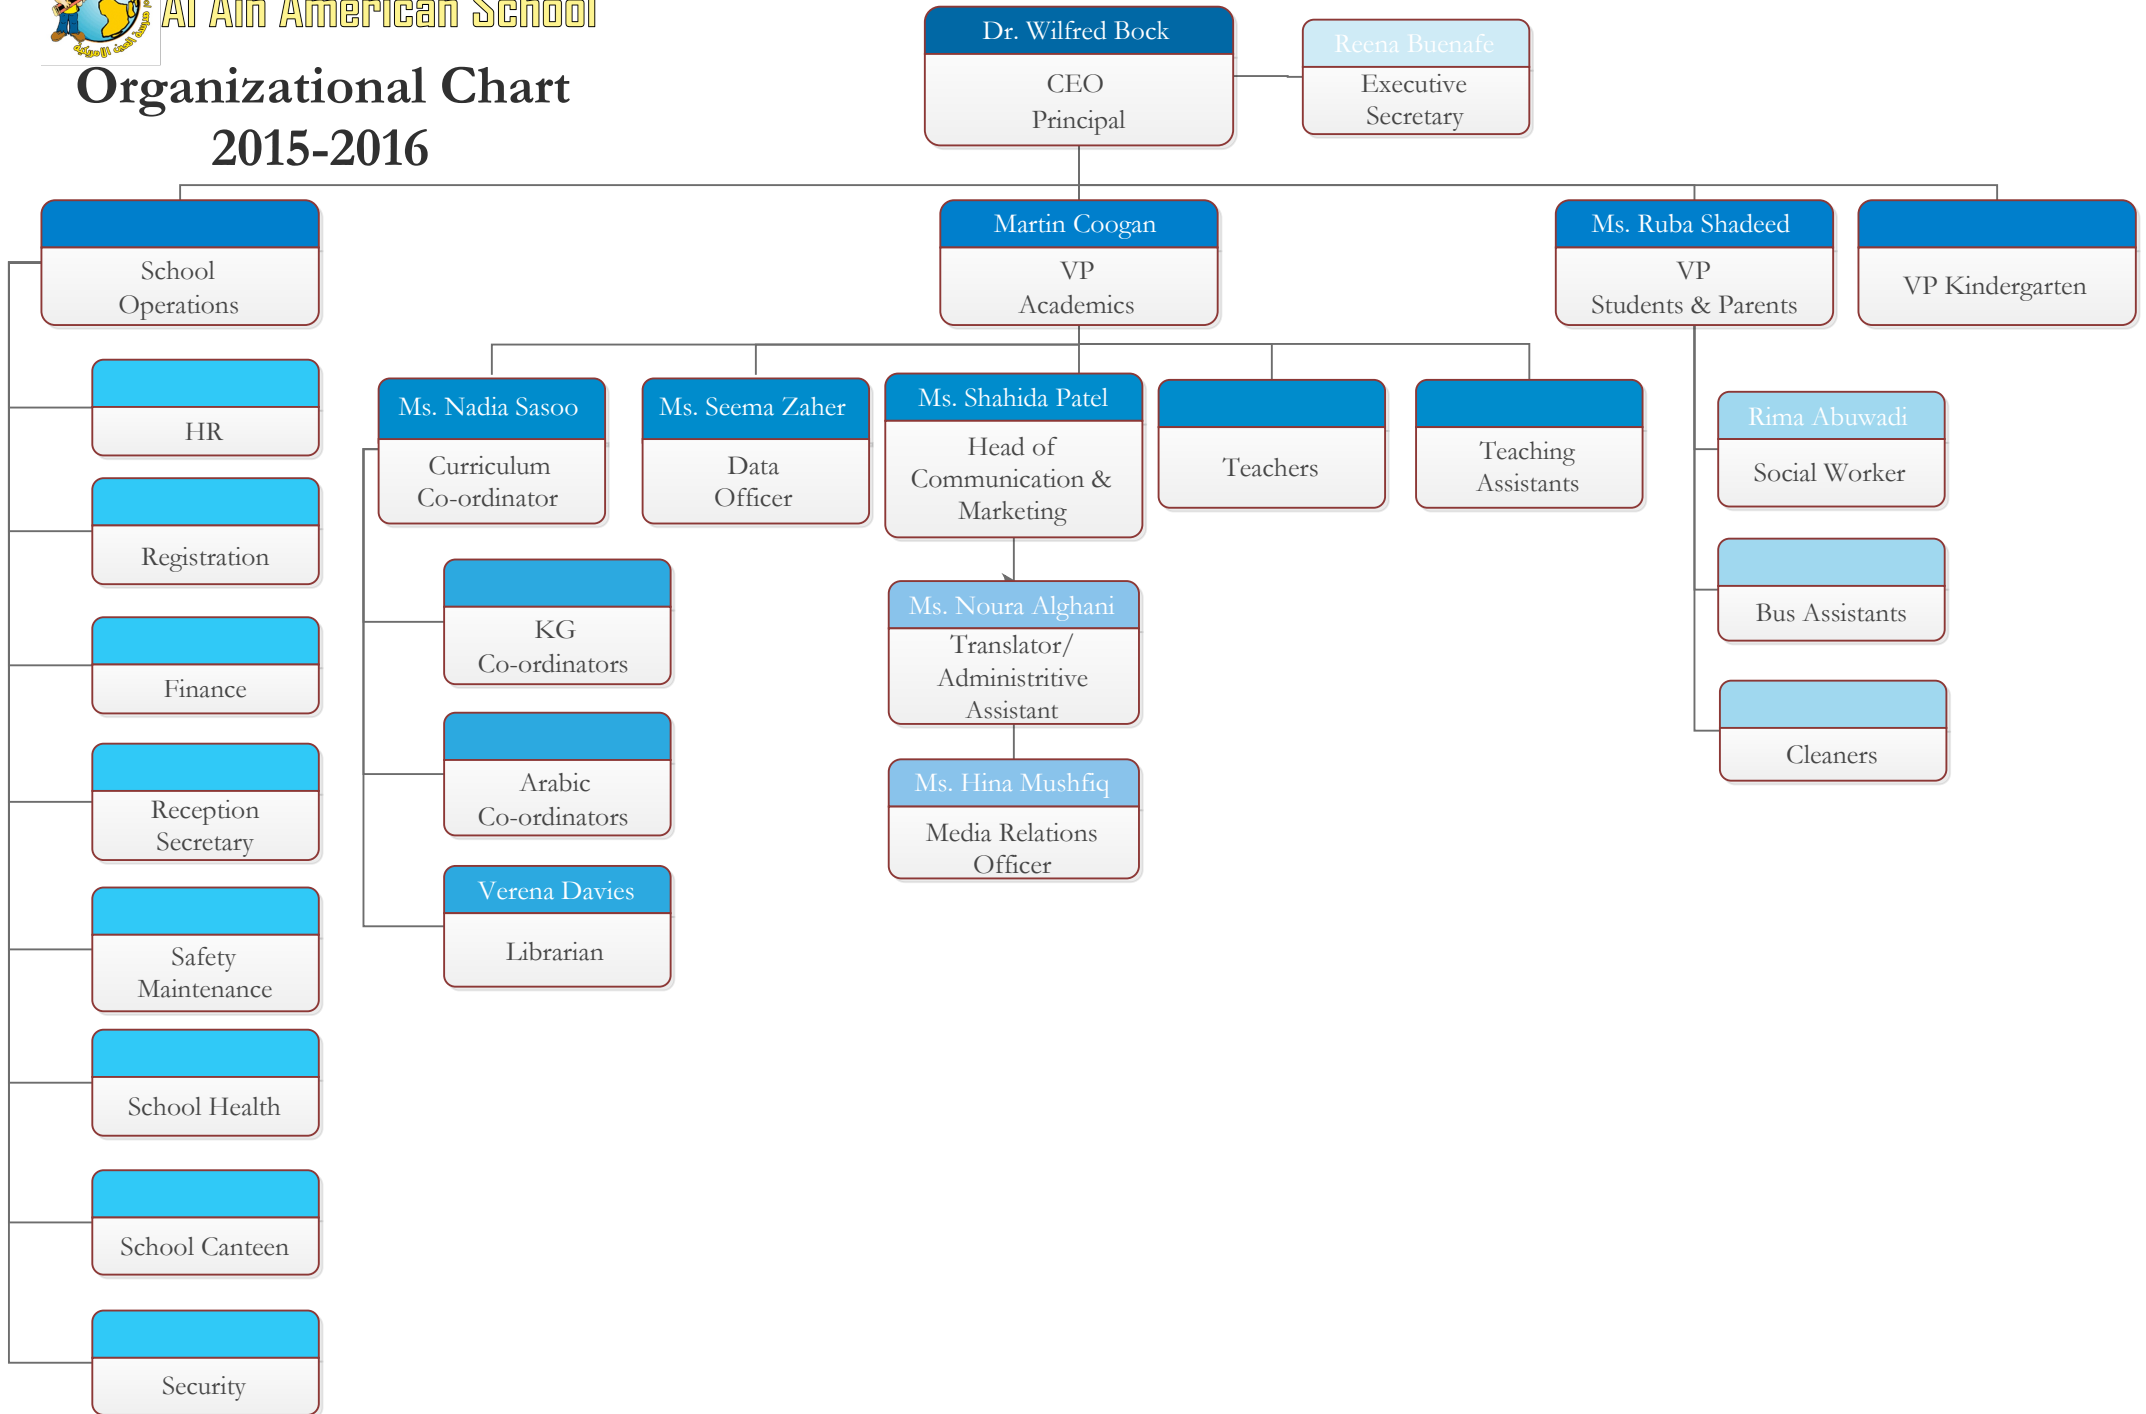 Al Ain American School
Organizational Chart
2015-2016
Dr. Wilfred Bock
CEO
Principal
Reena Buenafe
Executive
Secretary
School
Operations
Martin Coogan
VP
Academics
Ms. Ruba Shadeed
VP
Students & Parents
VP Kindergarten
HR
Registration
Finance
Reception
Secretary
Safety
Maintenance
School Health
School Canteen
Security
Ms. Nadia Sasoo
Curriculum
Co-ordinator
Ms. Seema Zaher
Data
Officer
Ms. Shahida Patel
Head of
Communication &
Marketing
Teachers
Teaching
Assistants
KG
Co-ordinators
Arabic
Co-ordinators
Verena Davies
Librarian
Ms. Noura Alghani
Translator/
Administritive
Assistant
Ms. Hina Mushfiq
Media Relations
Officer
Rima Abuwadi
Social Worker
Bus Assistants
Cleaners